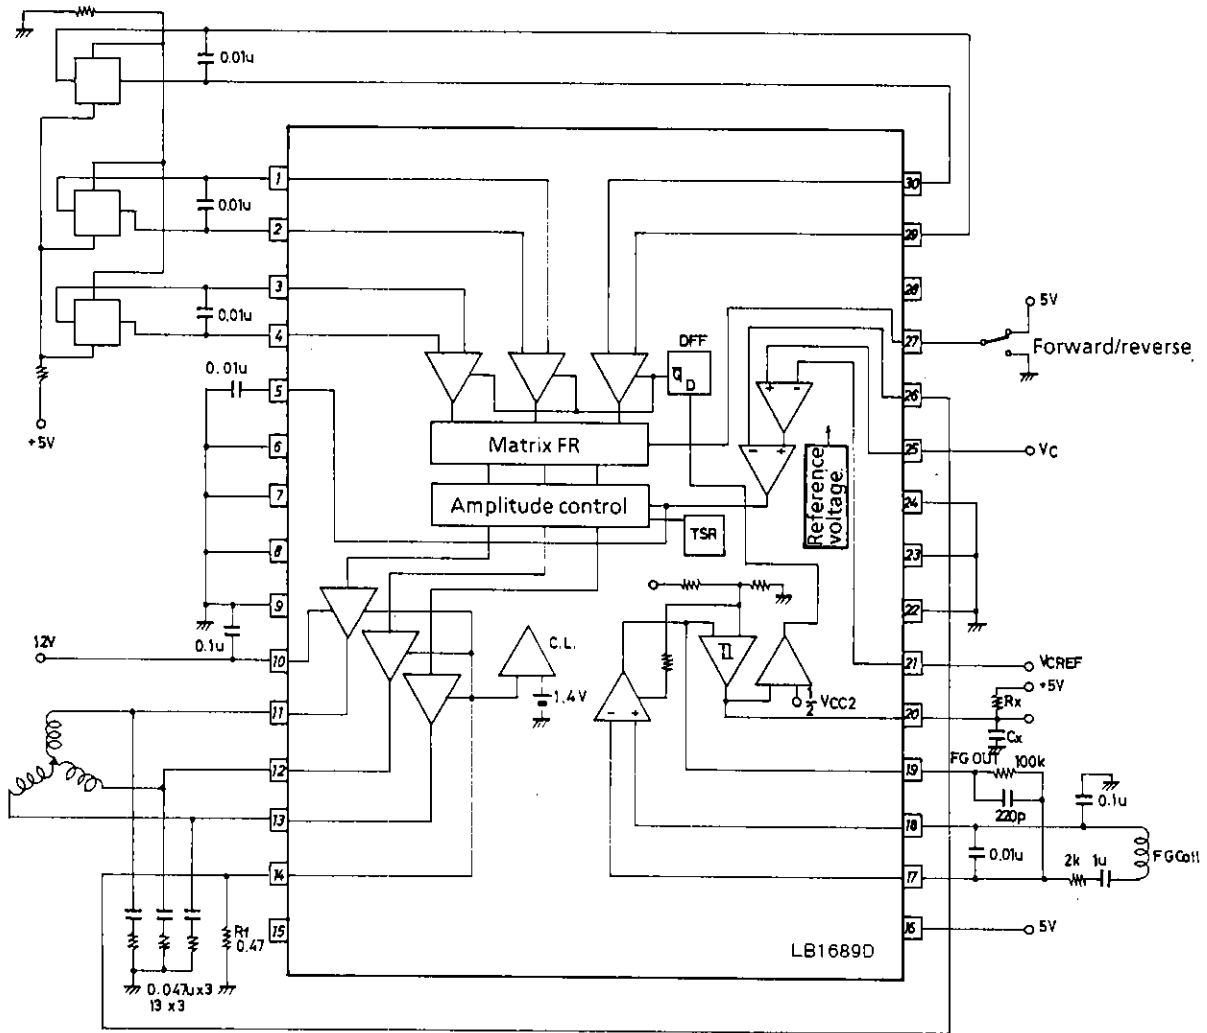 0.01u
1
30
0.01u
2
29
3
28
5V
0.01u
4
27
Forward/reverse
DFF
Q
D
0.01u
5
+ -
26
+5V
6
Matrix FR
- +
25
VC
7
Amplitude control
Reference voltage
24
8
TSR
23
9
22
12V
0.1u
10
C.L.
21
VCREF
1.4V
1/2 VCC2
+5V
11
- +
20
Rx
Cx
12
19
FG OUT
100k
13
220p
0.1u
18
14
0.01u
17
2k
1u
FGCoil
Rf
0.47
15
16
5V
LB1689D
0.047u x3
13 x3